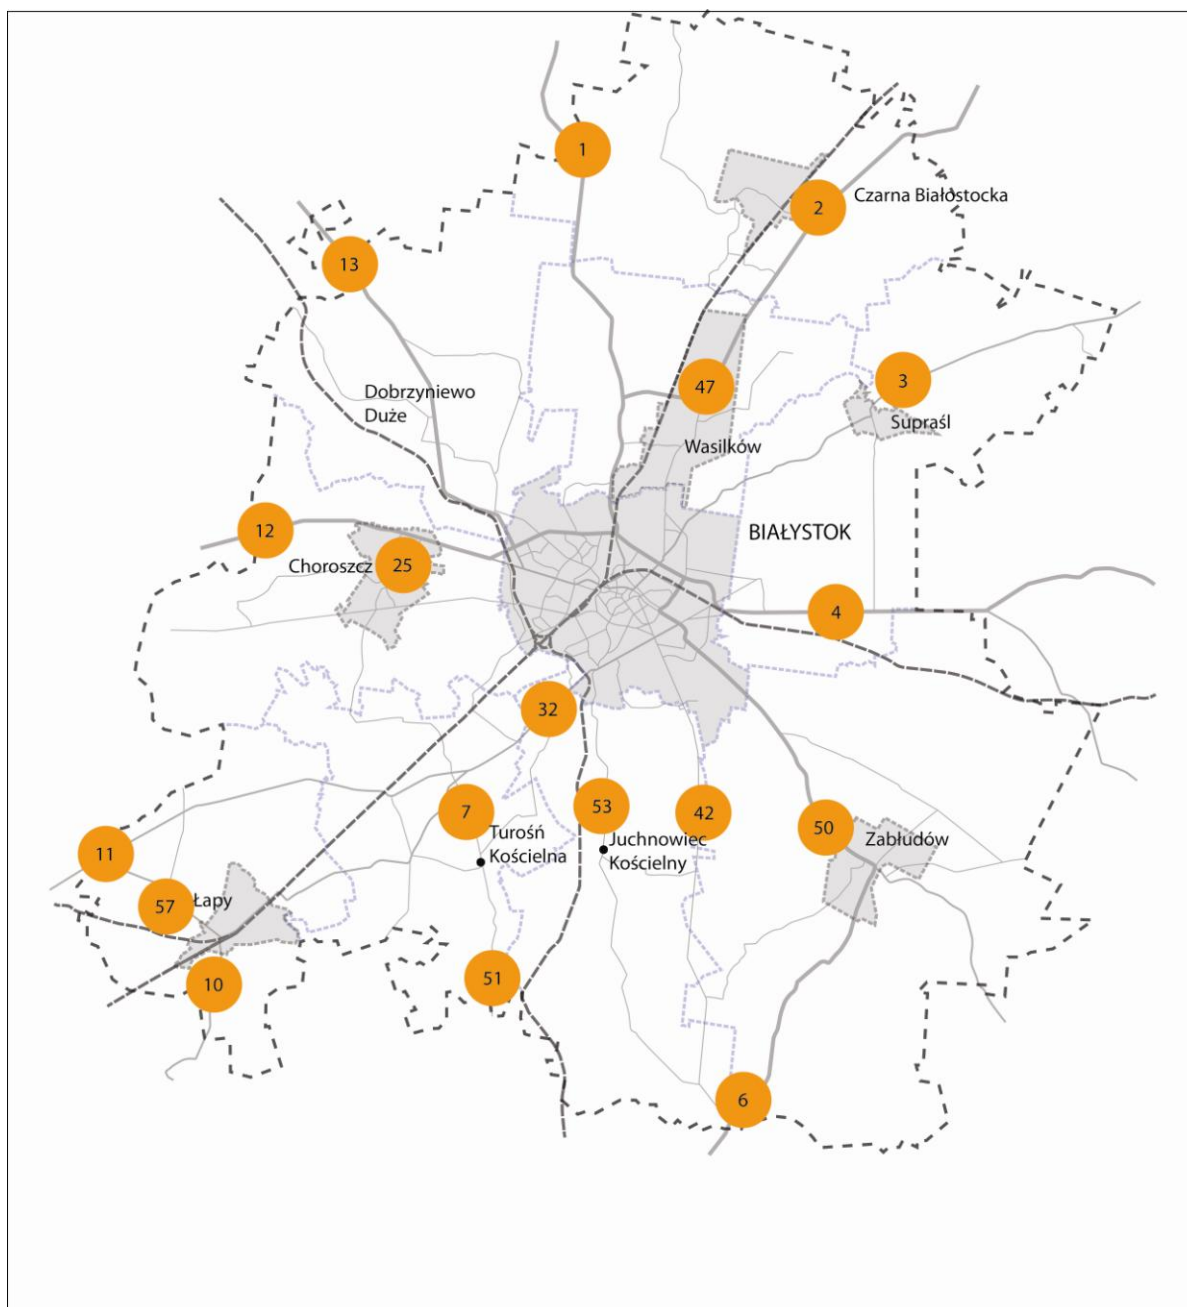 1
2
Czarna Białostocka
13
3
47
Dobrzyniewo
Duże
Supraśl
Wasilków
12
BIAŁYSTOK
Choroszcz
25
4
32
7
53
42
50
Turośń
Kościelna
Juchnowiec
Kościelny
Zabłudów
11
57
Łapy
10
51
6